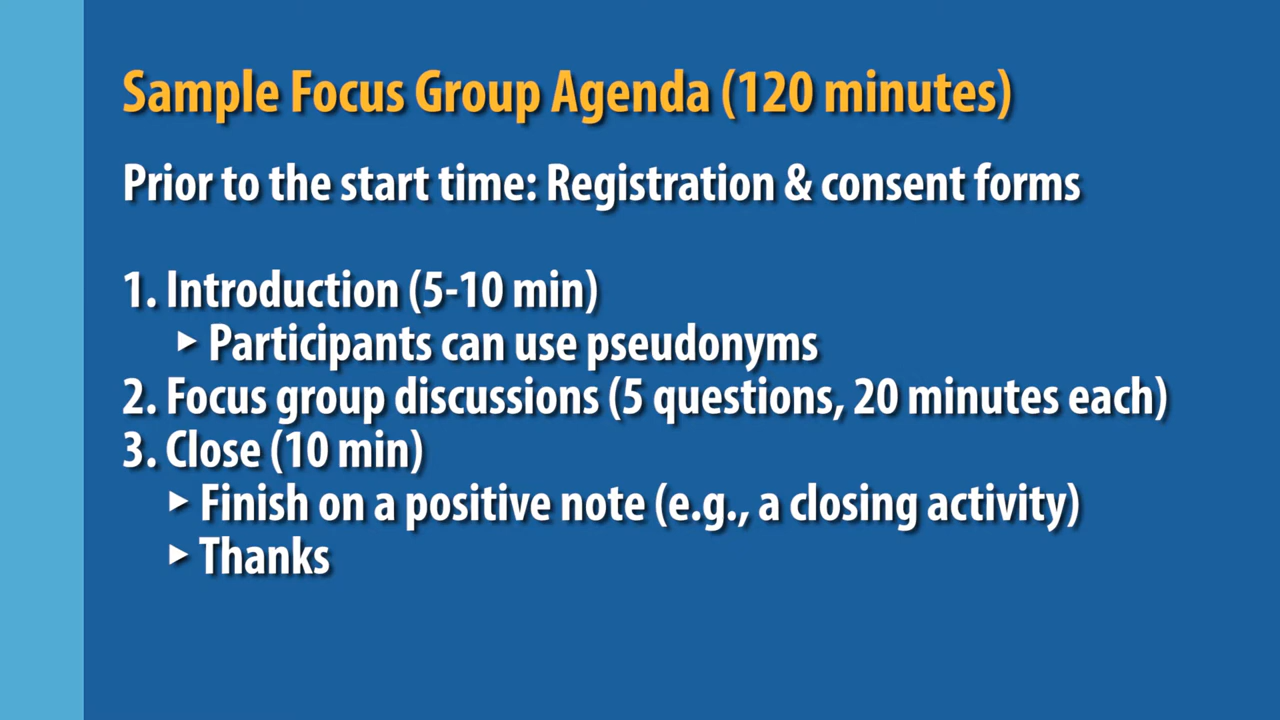 Sample Focus Group Agenda (120 minutes)
Prior to the start time: Registration & consent forms
1. Introduction (5-10 min)
▸ Participants can use pseudonyms
2. Focus group discussions (5 questions, 20 minutes each)
3. Close (10 min)
▸ Finish on a positive note (e.g., a closing activity)
▸ Thanks